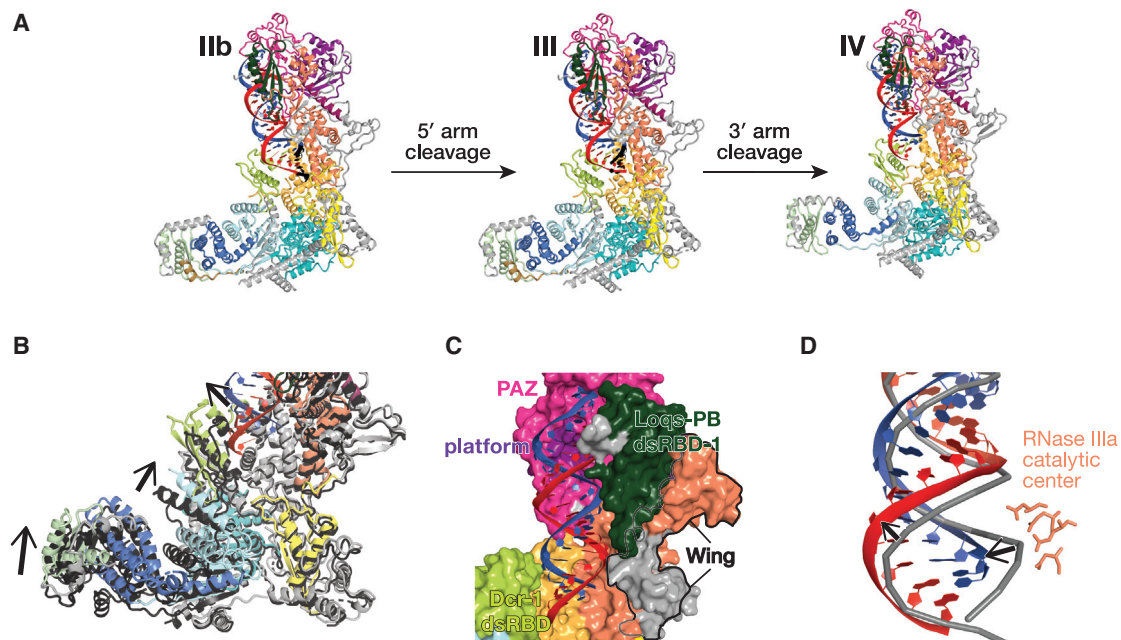 A
IIb
III
IV
5′ arm
cleavage
3′ arm
cleavage
B
C
D
PAZ
Loqs-PB
dsRBD-1
platform
Wing
Dcr-1
dsRBD
RNase IIIa
catalytic
center